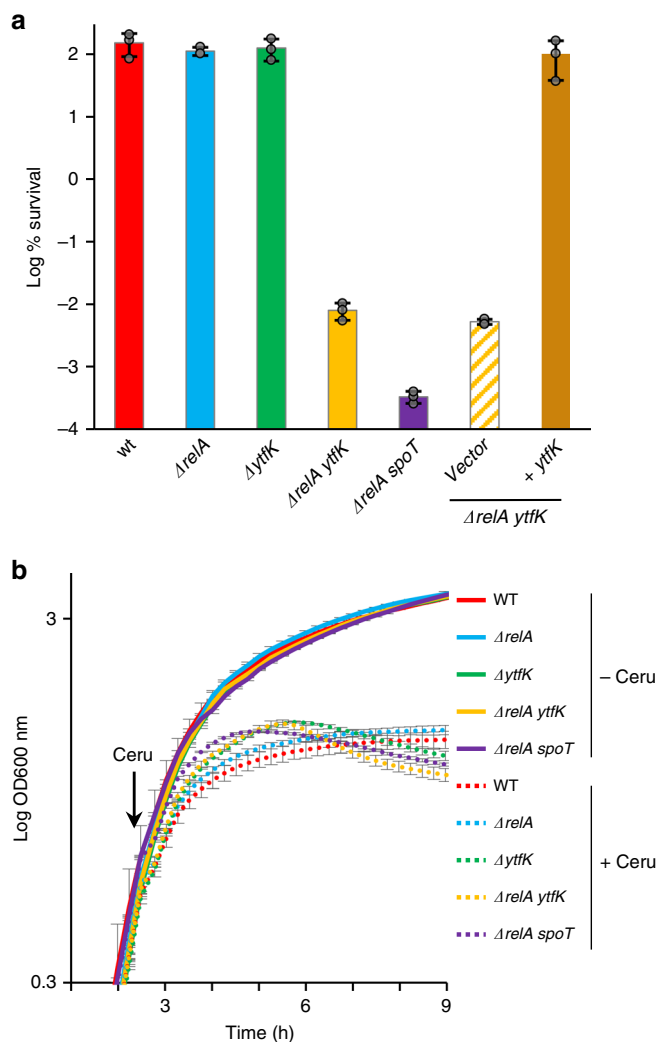 a
Log % survival
2
1
0
−1
−2
−3
−4
wt
ΔrelA
ΔytfK
ΔrelA ytfK
ΔrelA spoT
Vector
+ ytfK
ΔrelA ytfK
b
Log OD600 nm
3
0.3
Ceru
3
6
9
Time (h)
WT
ΔrelA
ΔytfK
ΔrelA ytfK
ΔrelA spoT
− Ceru
WT
ΔrelA
ΔytfK
ΔrelA ytfK
ΔrelA spoT
+ Ceru